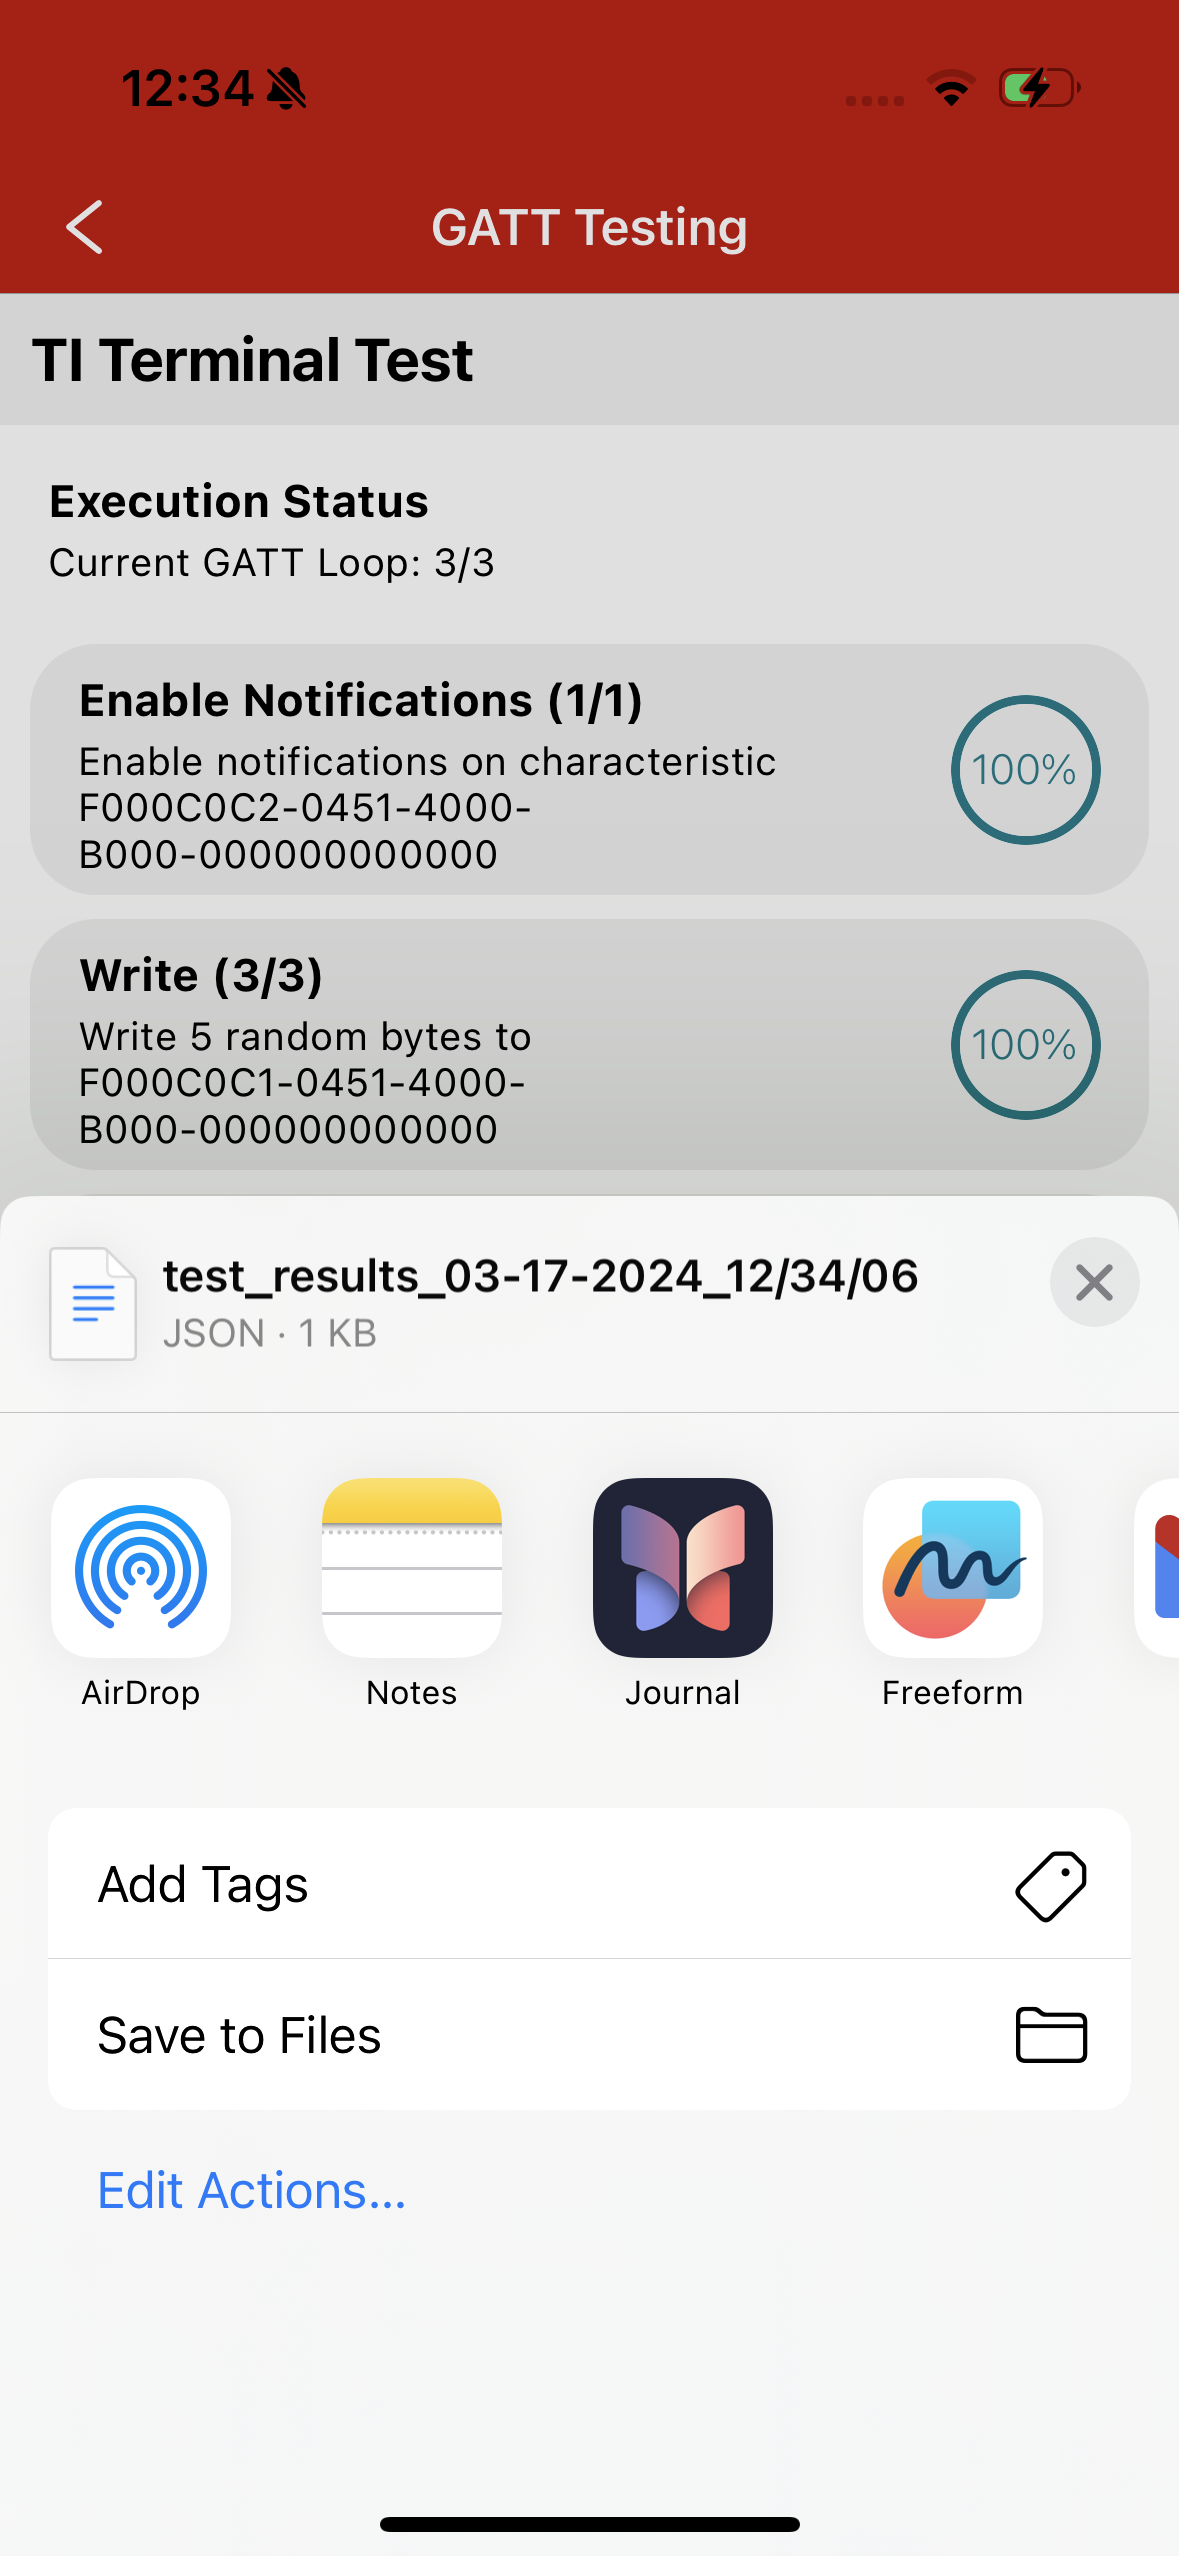 12:34
GATT Testing
TI Terminal Test
Execution Status
Current GATT Loop: 3/3
Enable Notifications (1/1)
Enable notifications on characteristic
F000C0C2-0451-4000-
B000-000000000000
100%
Write (3/3)
Write 5 random bytes to
F000C0C1-0451-4000-
B000-000000000000
100%
test_results_03-17-2024_12/34/06
JSON · 1 KB
AirDrop
Notes
Journal
Freeform
Add Tags
Save to Files
Edit Actions...